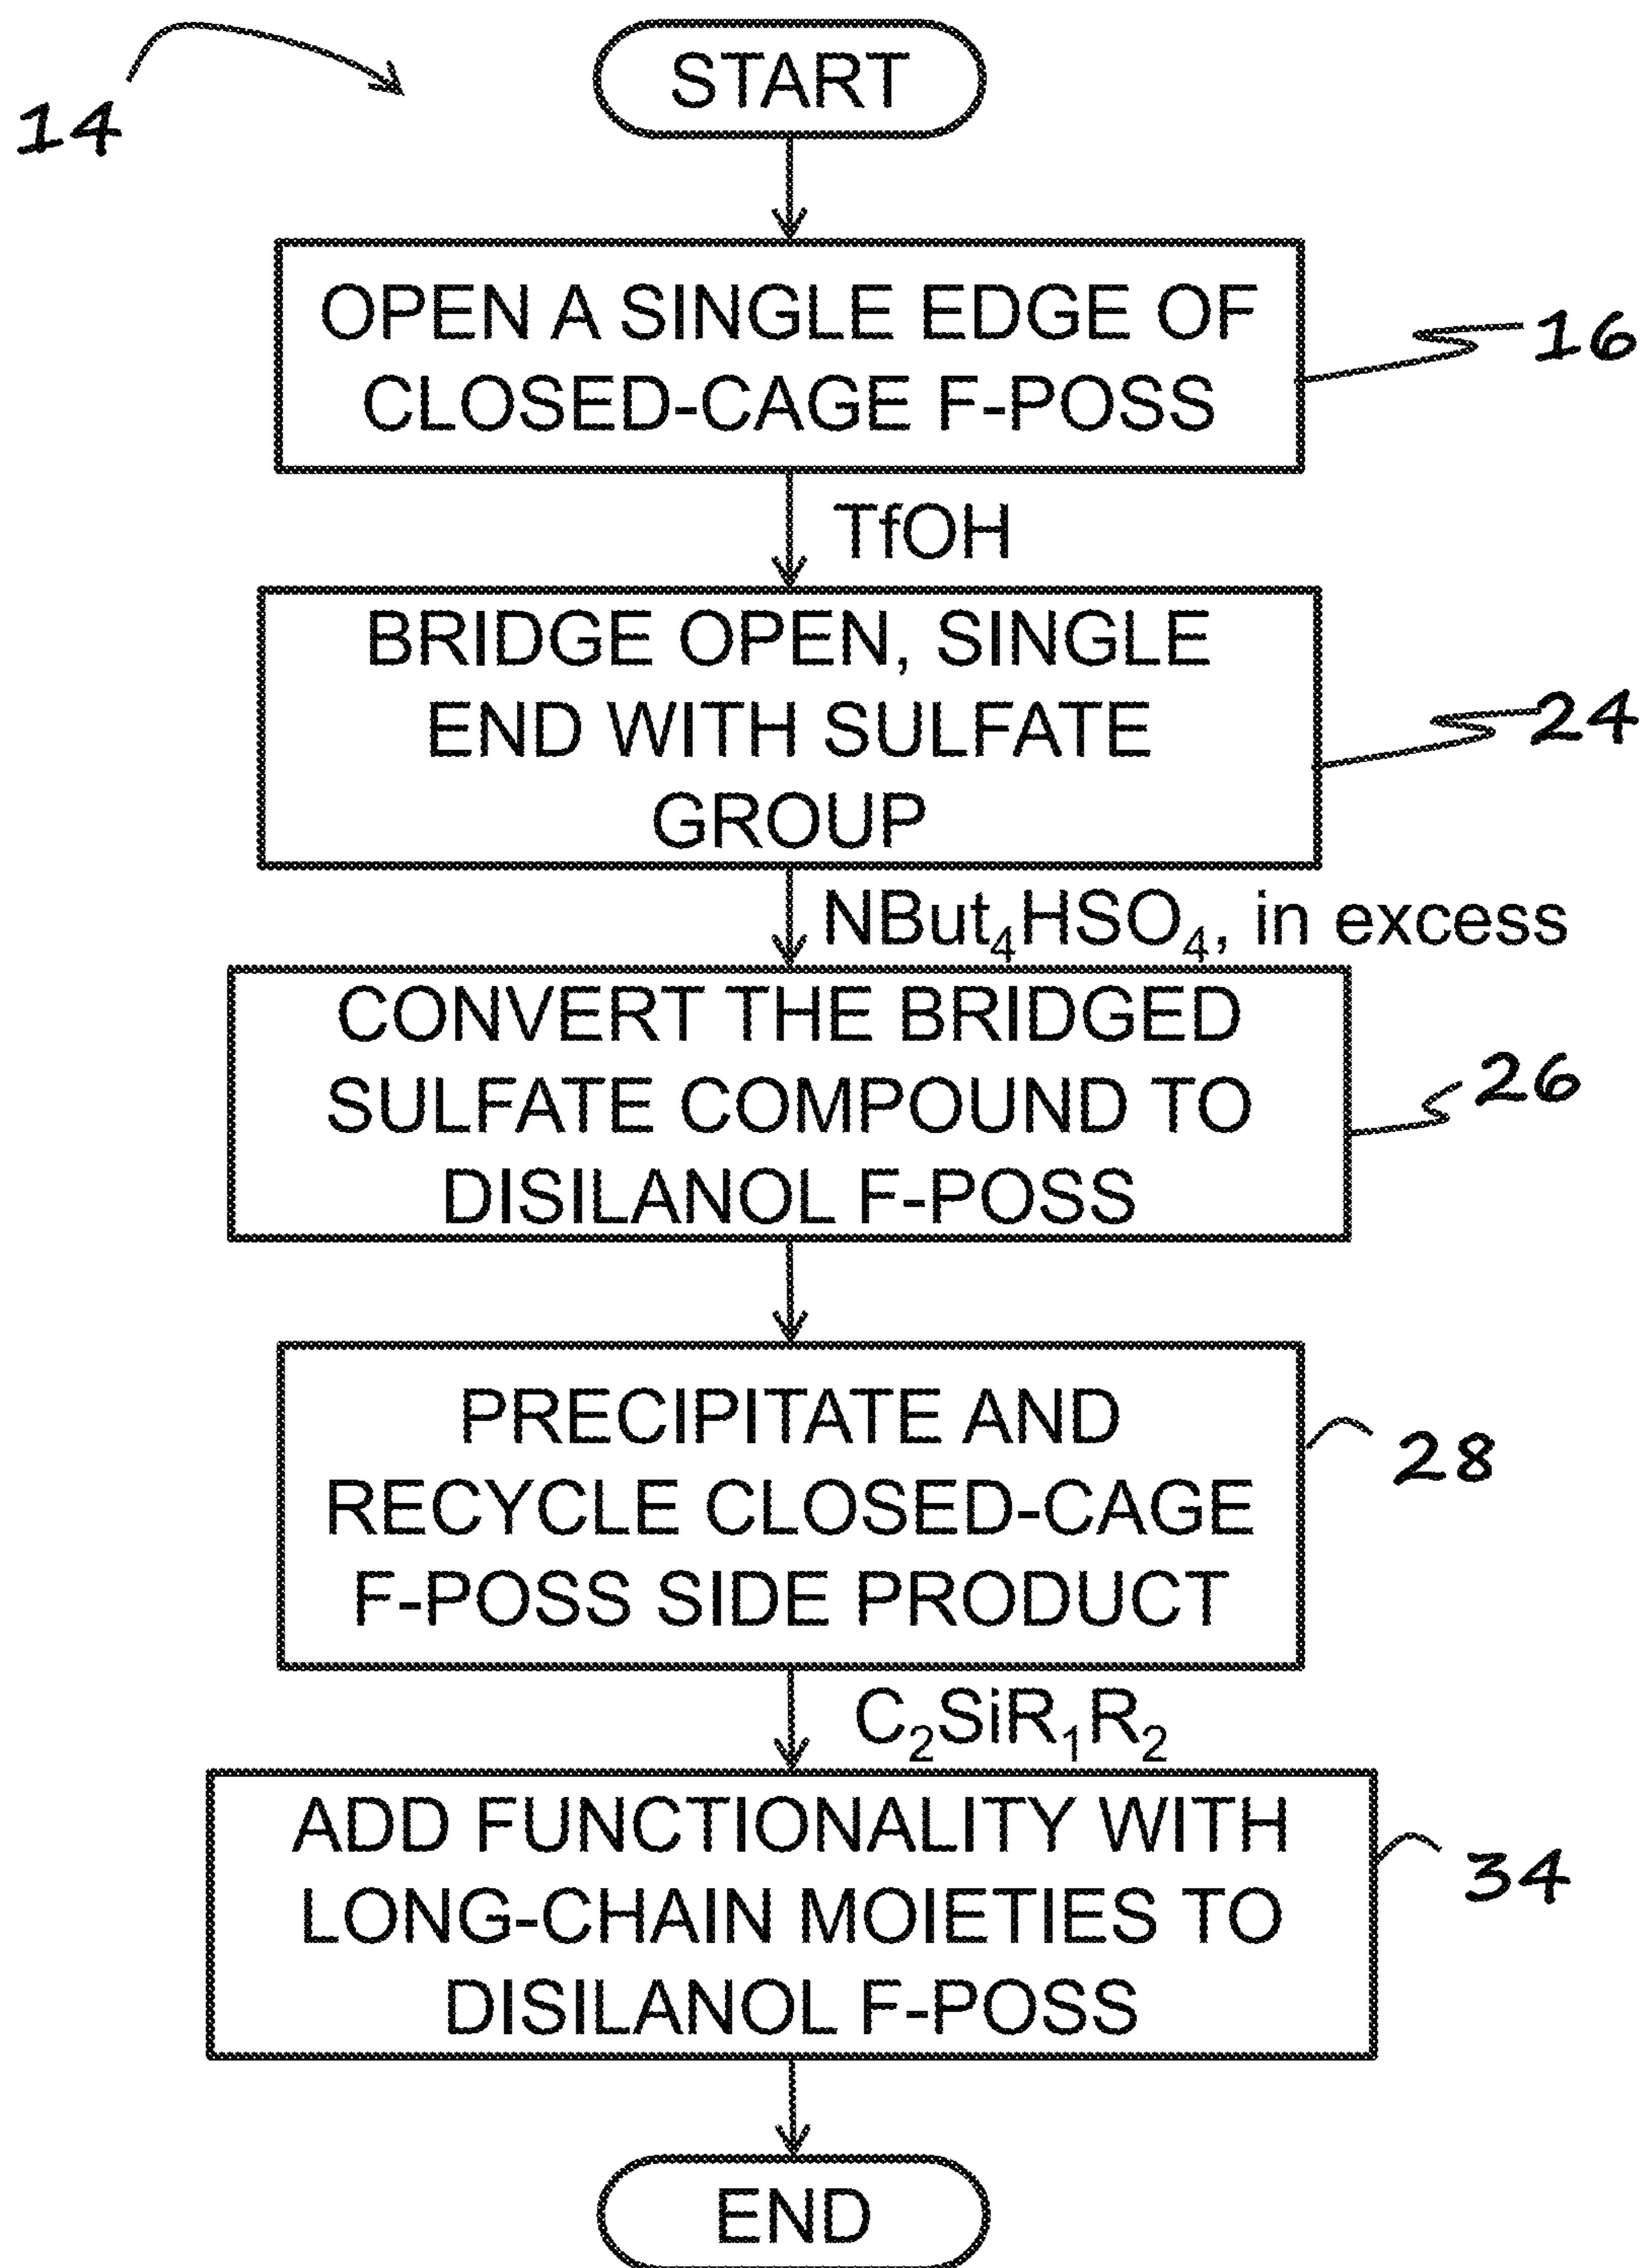 14
START
OPEN A SINGLE EDGE OF
CLOSED-CAGE F-POSS
16
TfOH
BRIDGE OPEN, SINGLE
END WITH SULFATE
GROUP
24
NBut₄HSO₄, in excess
CONVERT THE BRIDGED
SULFATE COMPOUND TO
DISILANOL F-POSS
26
PRECIPITATE AND
RECYCLE CLOSED-CAGE
F-POSS SIDE PRODUCT
28
C₂SiR₁R₂
ADD FUNCTIONALITY WITH
LONG-CHAIN MOIETIES TO
DISILANOL F-POSS
34
END